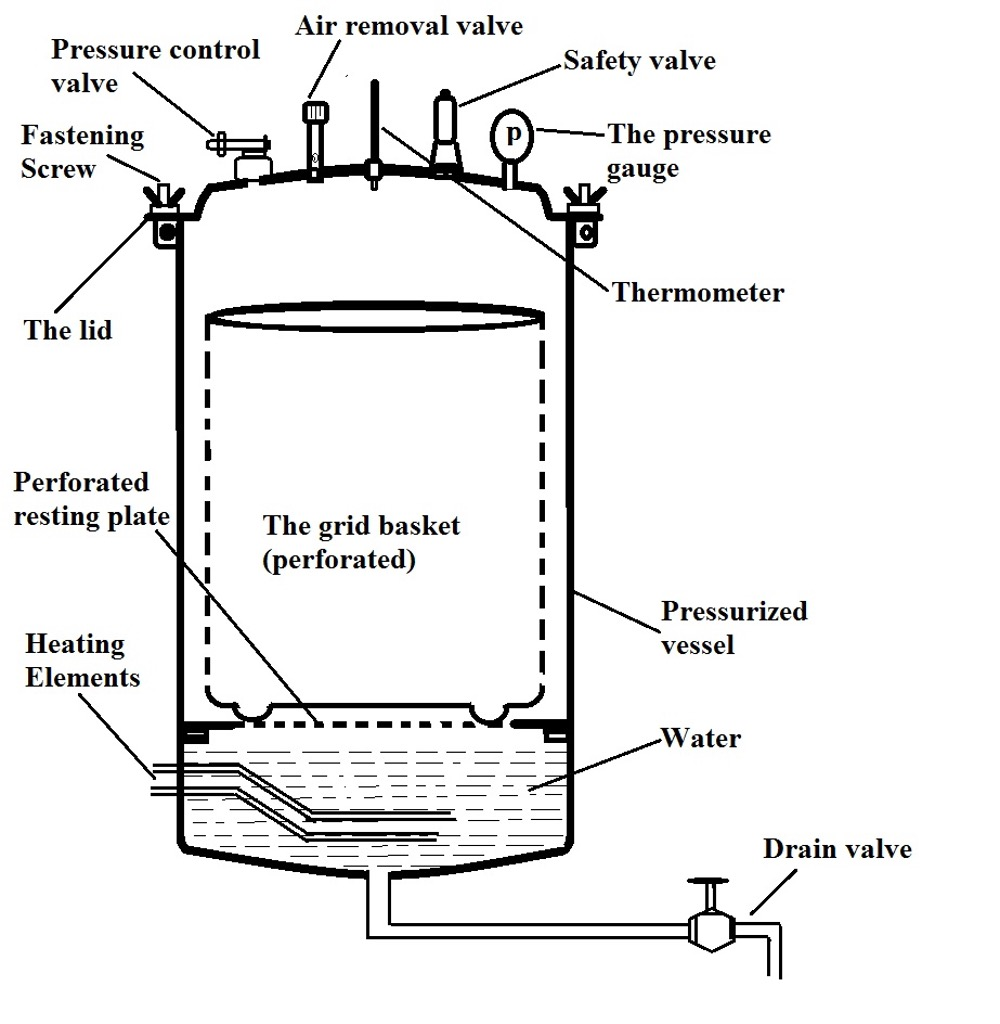 Air removal valve
Pressure control
valve
Safety valve
Fastening
Screw
p
The pressure
gauge
Thermometer
The lid
Perforated
resting plate
The grid basket
(perforated)
Pressurized
vessel
Heating
Elements
Water
Drain valve